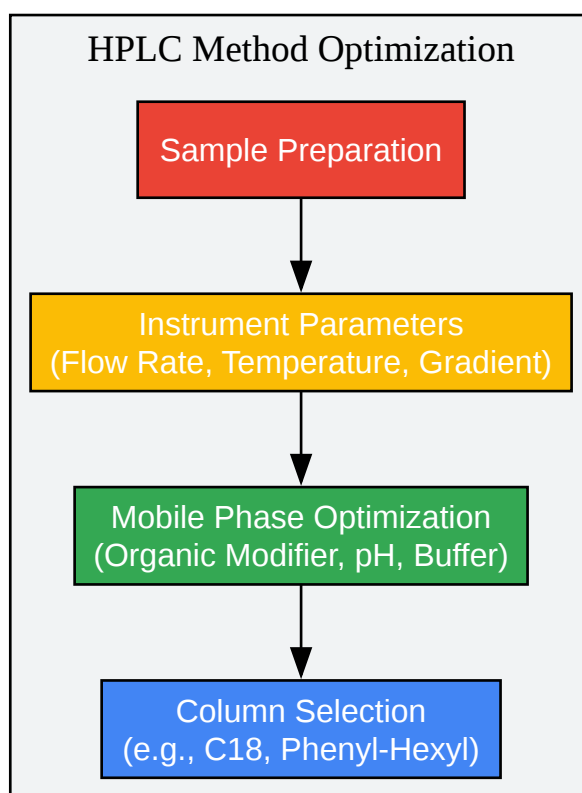 HPLC Method Optimization
Sample Preparation
Instrument Parameters
(Flow Rate, Temperature, Gradient)
Mobile Phase Optimization
(Organic Modifier, pH, Buffer)
Column Selection
(e.g., C18, Phenyl-Hexyl)